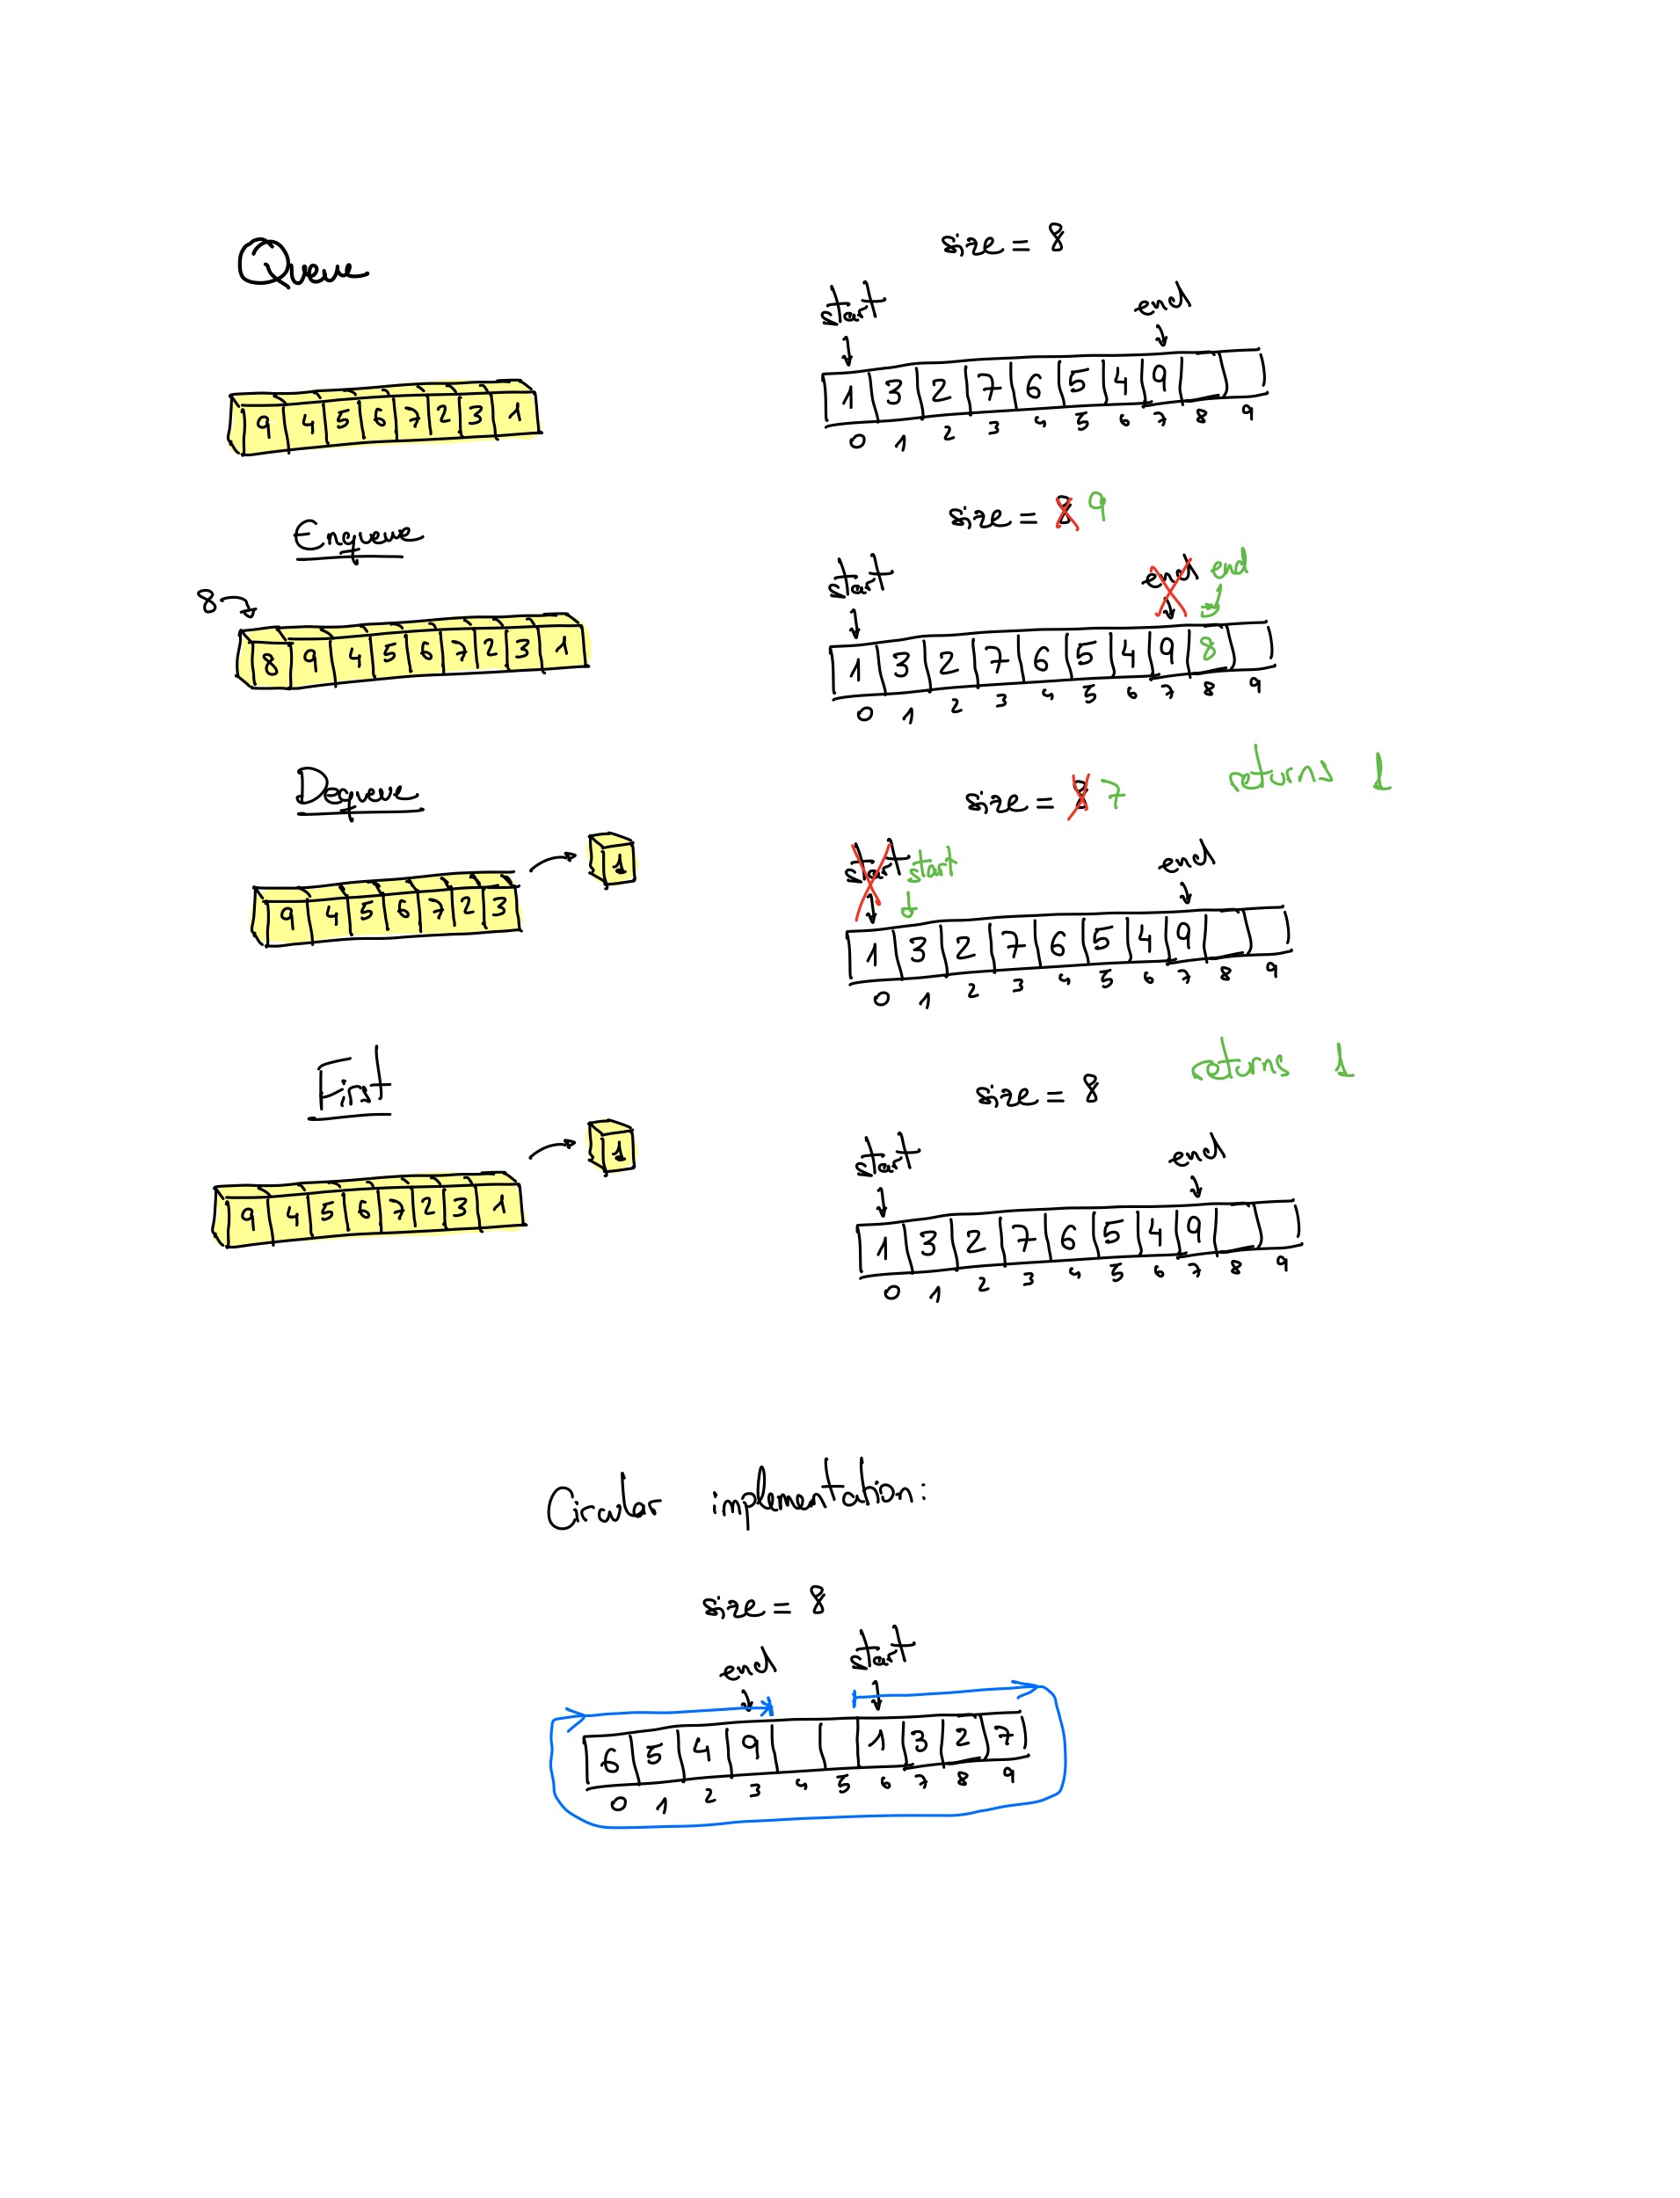 Queue
size = 8
start end
9 4 5 6 7 2 3 1
1 3 2 7 6 5 4 9
0 1 2 3 4 5 6 7 8 9
Enqueue
size = 8 9
start end end
8
8 9 4 5 6 7 2 3 1
1 3 2 7 6 5 4 9 8
0 1 2 3 4 5 6 7 8 9
Dequeue
size = 8 7 returns 1
1
start start end
9 4 5 6 7 2 3
1 3 2 7 6 5 4 9
0 1 2 3 4 5 6 7 8 9
First
size = 8 returns 1
1
start end
9 4 5 6 7 2 3 1
1 3 2 7 6 5 4 9
0 1 2 3 4 5 6 7 8 9
Circular implementation:
size = 8
end start
6 5 4 9 1 3 2 7
0 1 2 3 4 5 6 7 8 9